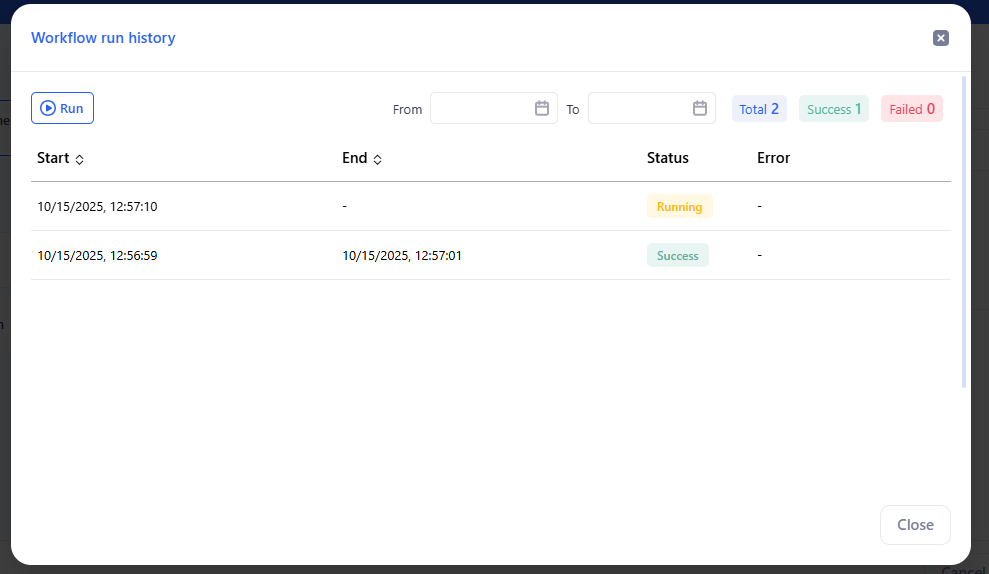 Workflow run history
Run
From To Total 2 Success 1 Failed 0
Start End Status Error
10/15/2025, 12:57:10 - Running -
10/15/2025, 12:56:59 10/15/2025, 12:57:01 Success -
Close
Cancel